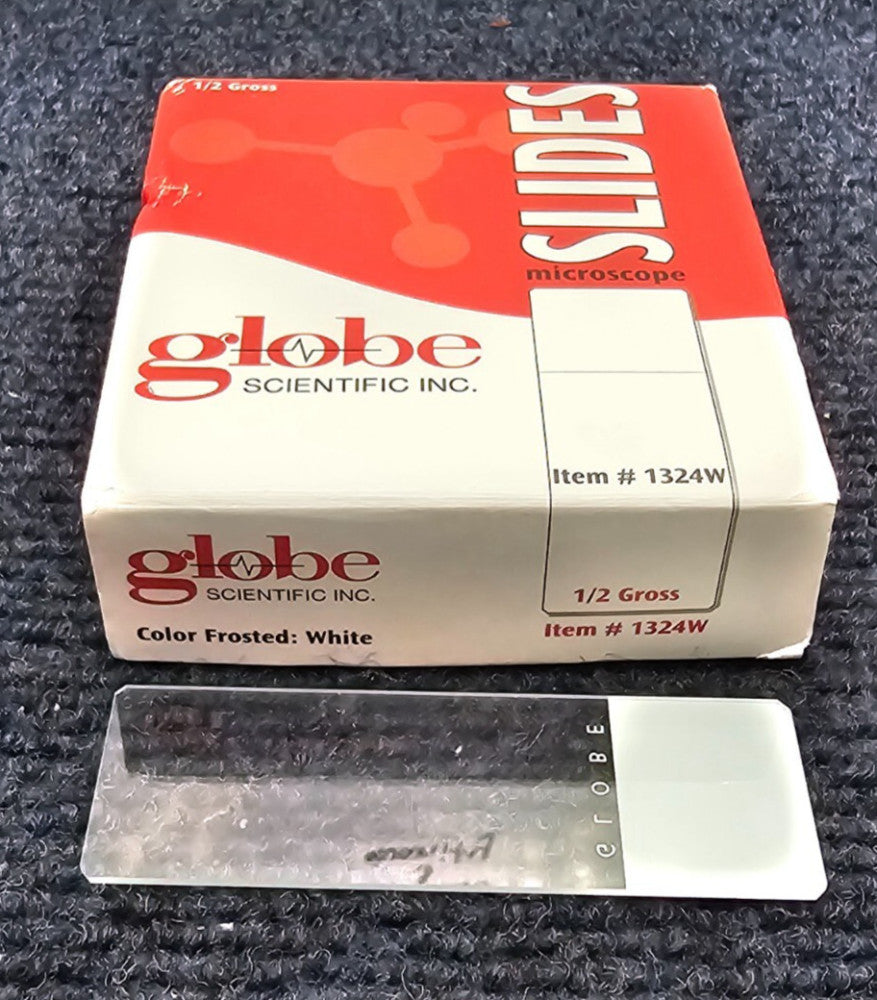 1/2 Gross
SLIDES
microscope
globe
SCIENTIFIC INC.
Item # 1324W
globe
SCIENTIFIC INC.
1/2 Gross
Color Frosted: White
Item # 1324W
GLOBE